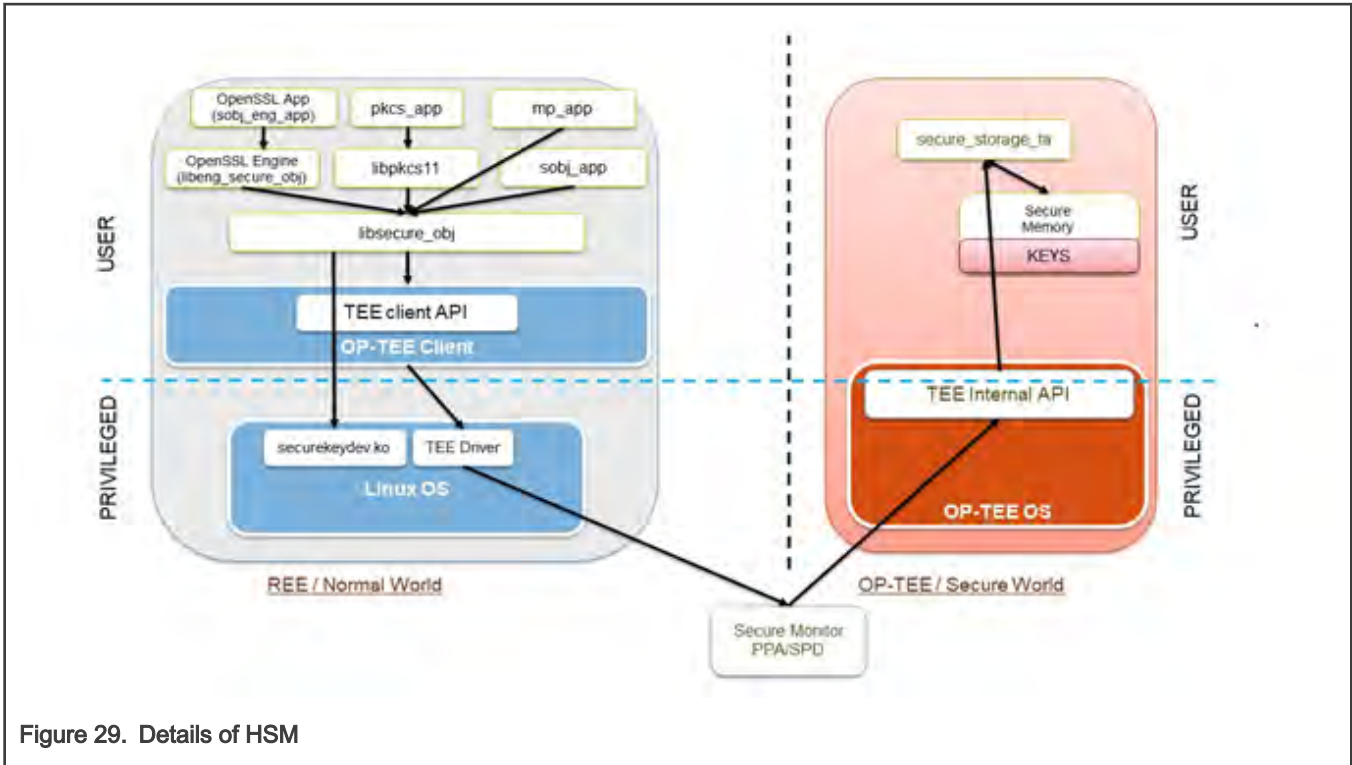 OpenSSL App
(sobj_eng_app)
pkcs_app
mp_app
OpenSSL Engine
(libeng_secure_obj)
libpkcs11
sobj_app
libsecure_obj
USER
TEE client API
OP-TEE Client
PRIVILEGED
securekeydev.ko
TEE Driver
Linux OS
REE / Normal World
secure_storage_ta
Secure
Memory
KEYS
USER
TEE Internal API
OP-TEE OS
PRIVILEGED
OP-TEE / Secure World
Secure Monitor
PPA/SPD
Figure 29. Details of HSM